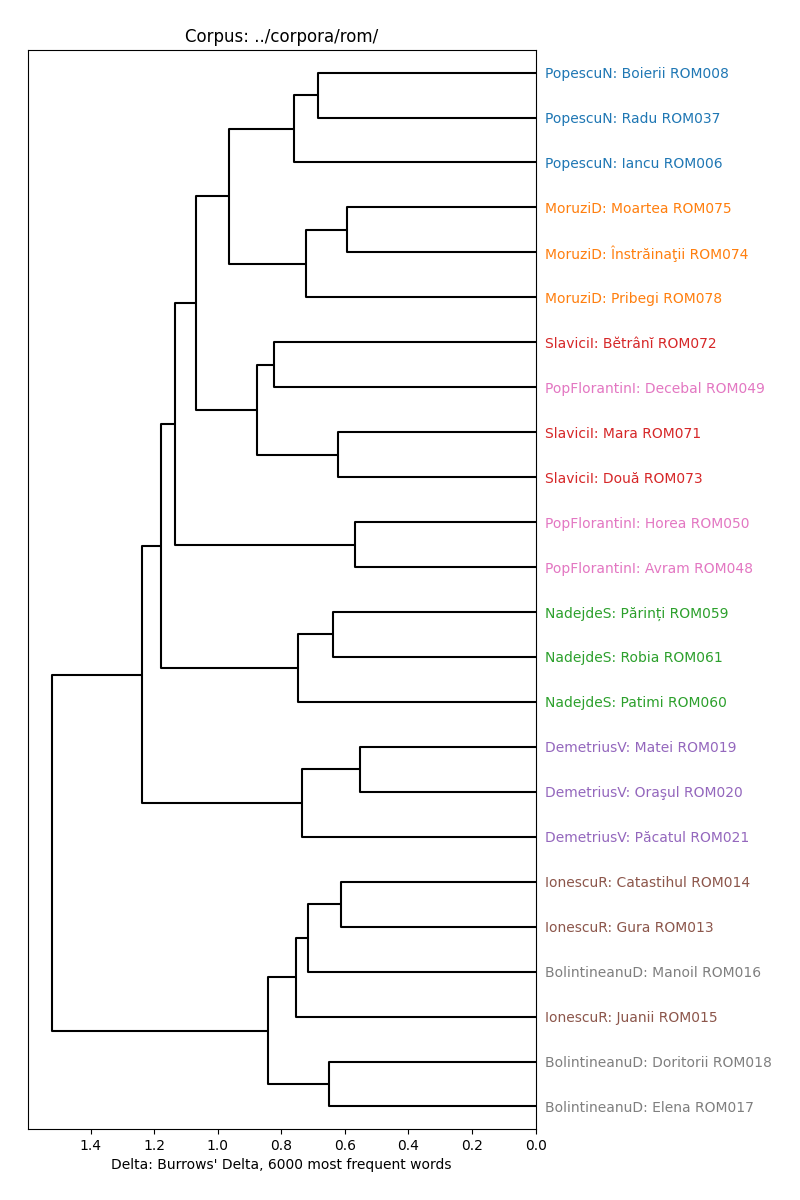 Corpus: ../corpora/rom/
PopescuN: Boierii ROM008
PopescuN: Radu ROM037
PopescuN: Iancu ROM006
MoruziD: Moartea ROM075
MoruziD: Înstrăinaţii ROM074
MoruziD: Pribegi ROM078
SlaviciI: Bětrânĭ ROM072
PopFlorantinI: Decebal ROM049
SlaviciI: Mara ROM071
SlaviciI: Două ROM073
PopFlorantinI: Horea ROM050
PopFlorantinI: Avram ROM048
NadejdeS: Părinți ROM059
NadejdeS: Robia ROM061
NadejdeS: Patimi ROM060
DemetriusV: Matei ROM019
DemetriusV: Oraşul ROM020
DemetriusV: Păcatul ROM021
IonescuR: Catastihul ROM014
IonescuR: Gura ROM013
BolintineanuD: Manoil ROM016
IonescuR: Juanii ROM015
BolintineanuD: Doritorii ROM018
BolintineanuD: Elena ROM017
1.4 1.2 1.0 0.8 0.6 0.4 0.2 0.0
Delta: Burrows' Delta, 6000 most frequent words